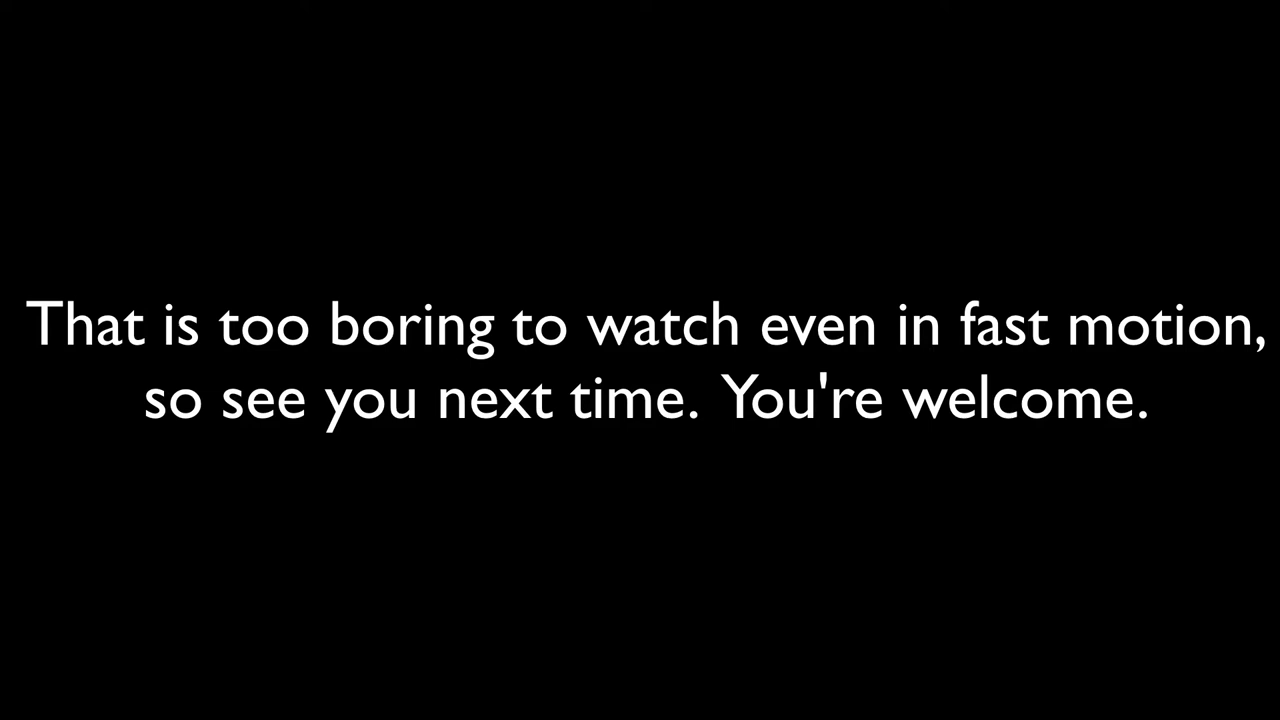 That is too boring to watch even in fast motion,
so see you next time.  You're welcome.